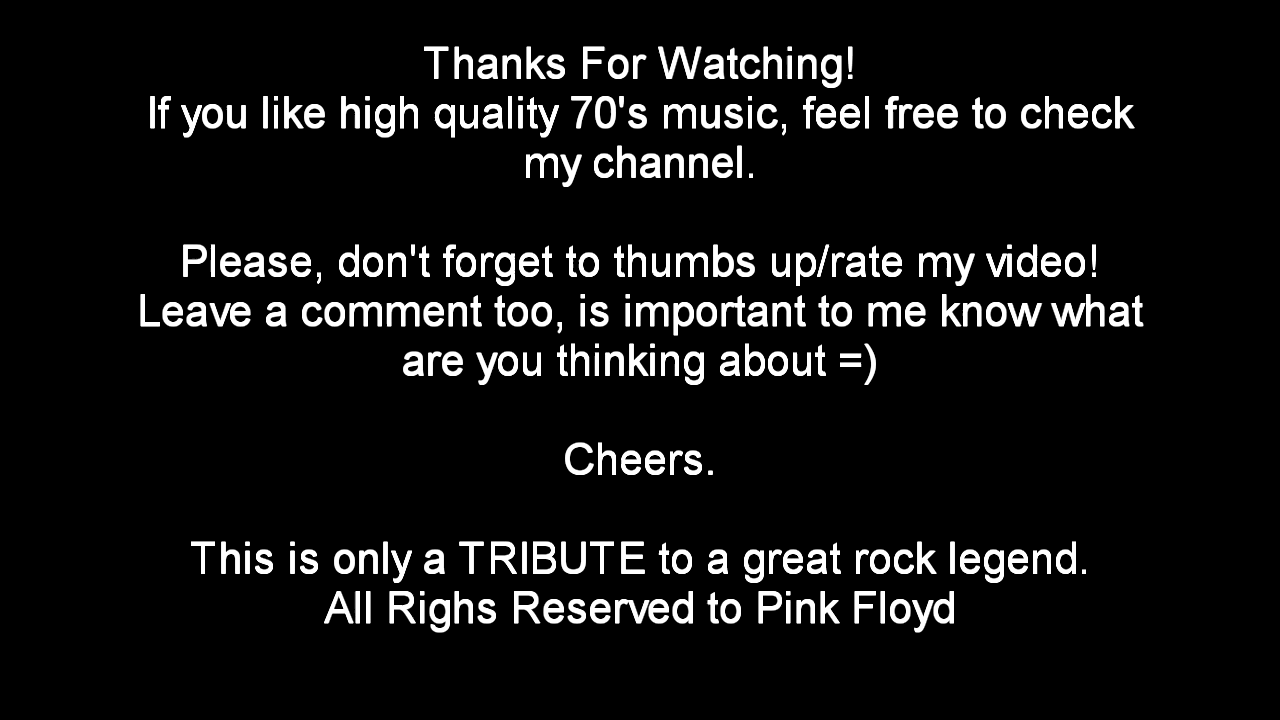 Thanks For Watching!
If you like high quality 70's music, feel free to check
my channel.
Please, don't forget to thumbs up/rate my video!
Leave a comment too, is important to me know what
are you thinking about =)
Cheers.
This is only a TRIBUTE to a great rock legend.
All Righs Reserved to Pink Floyd